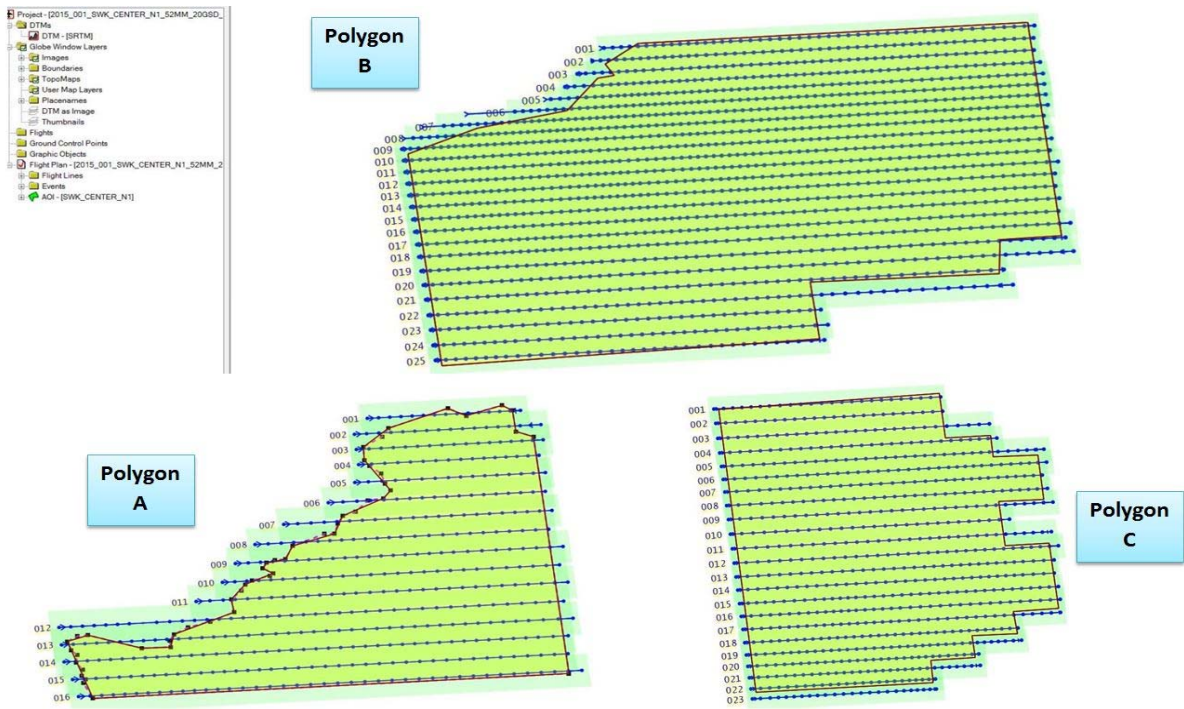 Project - [2015_001_SWK_CENTER_N1_52MM_20GSD_
DTMs
DTM - [SRTM]
Globe Window Layers
Images
Boundaries
TopoMaps
User Map Layers
Placenames
DTM as Image
Thumbnails
Flights
Ground Control Points
Graphic Objects
Flight Plan - [2015_001_SWK_CENTER_N1_52MM_2
Flight Lines
Events
AOI - [SWK_CENTER_N1]
Polygon
B
001
002
003
004
005
006
007
008
009
010
011
012
013
014
015
016
017
018
019
020
021
022
023
024
025
Polygon
A
001
002
003
004
005
006
007
008
009
010
011
012
013
014
015
016
001
002
003
004
005
006
007
008
009
010
011
012
013
014
015
016
017
018
019
020
021
022
023
Polygon
C